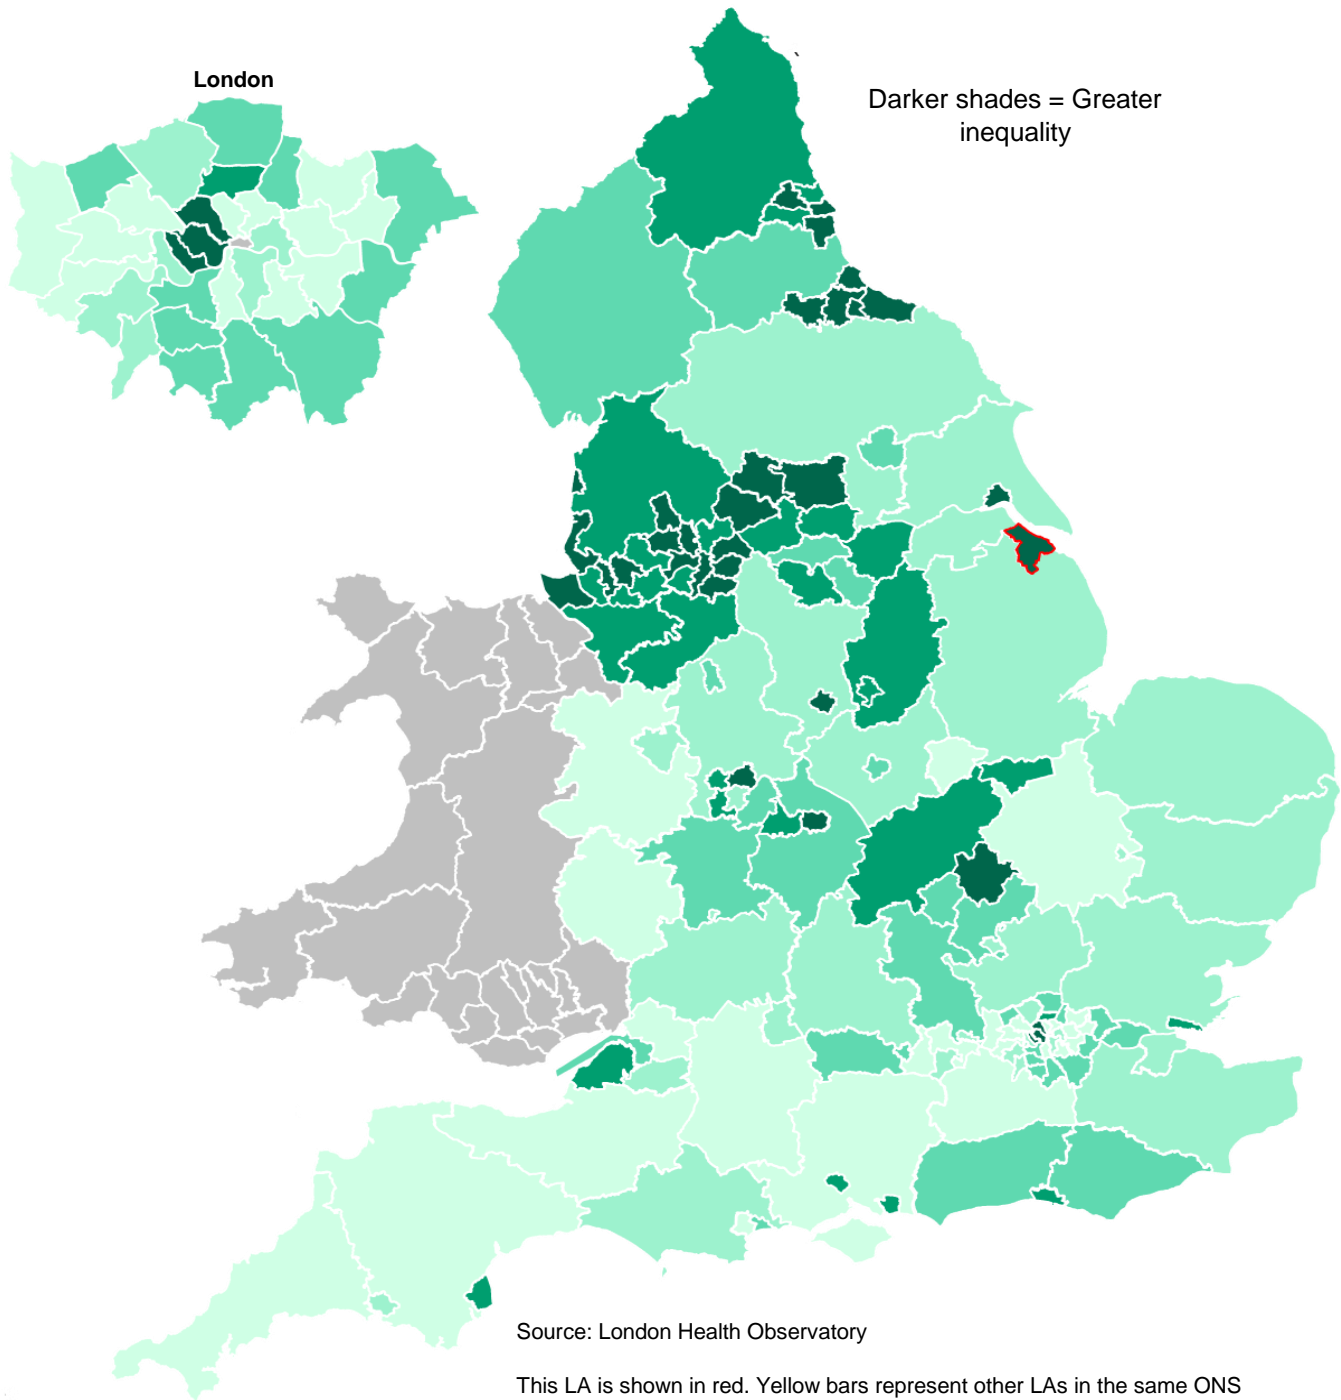 London
Darker shades = Greater
inequality
Source: London Health Observatory
This LA is shown in red. Yellow bars represent other LAs in the same ONS